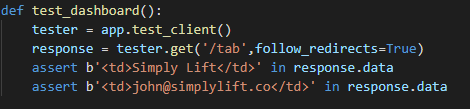 def test_dashboard():
    tester = app.test_client()
    response = tester.get('/tab',follow_redirects=True)
    assert b'<td>Simply Lift</td>' in response.data
    assert b'<td>john@simplylift.co</td>' in response.data